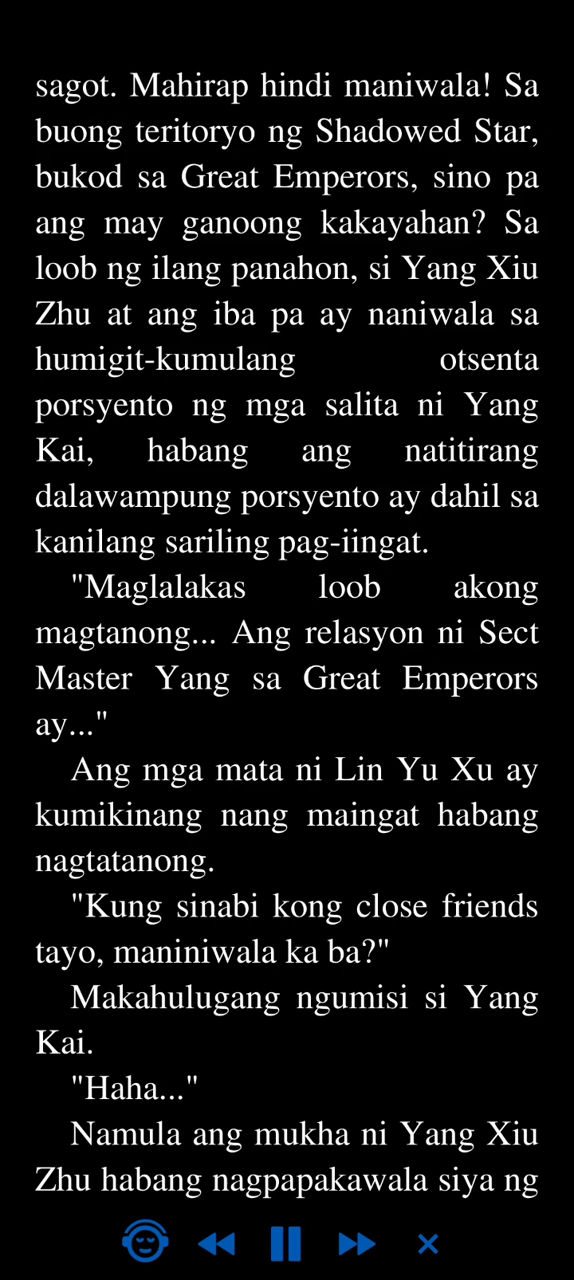 sagot. Mahirap hindi maniwala! Sa
buong teritoryo ng Shadowed Star,
bukod sa Great Emperors, sino pa
ang may ganoong kakayahan? Sa
loob ng ilang panahon, si Yang Xiu
Zhu at ang iba pa ay naniwala sa
humigit-kumulang otsenta
porsyento ng mga salita ni Yang
Kai, habang ang natitirang
dalawampung porsyento ay dahil sa
kanilang sariling pag-iingat.
"Maglalakas loob akong
magtanong... Ang relasyon ni Sect
Master Yang sa Great Emperors
ay..."
Ang mga mata ni Lin Yu Xu ay
kumikinang nang maingat habang
nagtatanong.
"Kung sinabi kong close friends
tayo, maniniwala ka ba?"
Makahulugang ngumisi si Yang
Kai.
"Haha..."
Namula ang mukha ni Yang Xiu
Zhu habang nagpapakawala siya ng